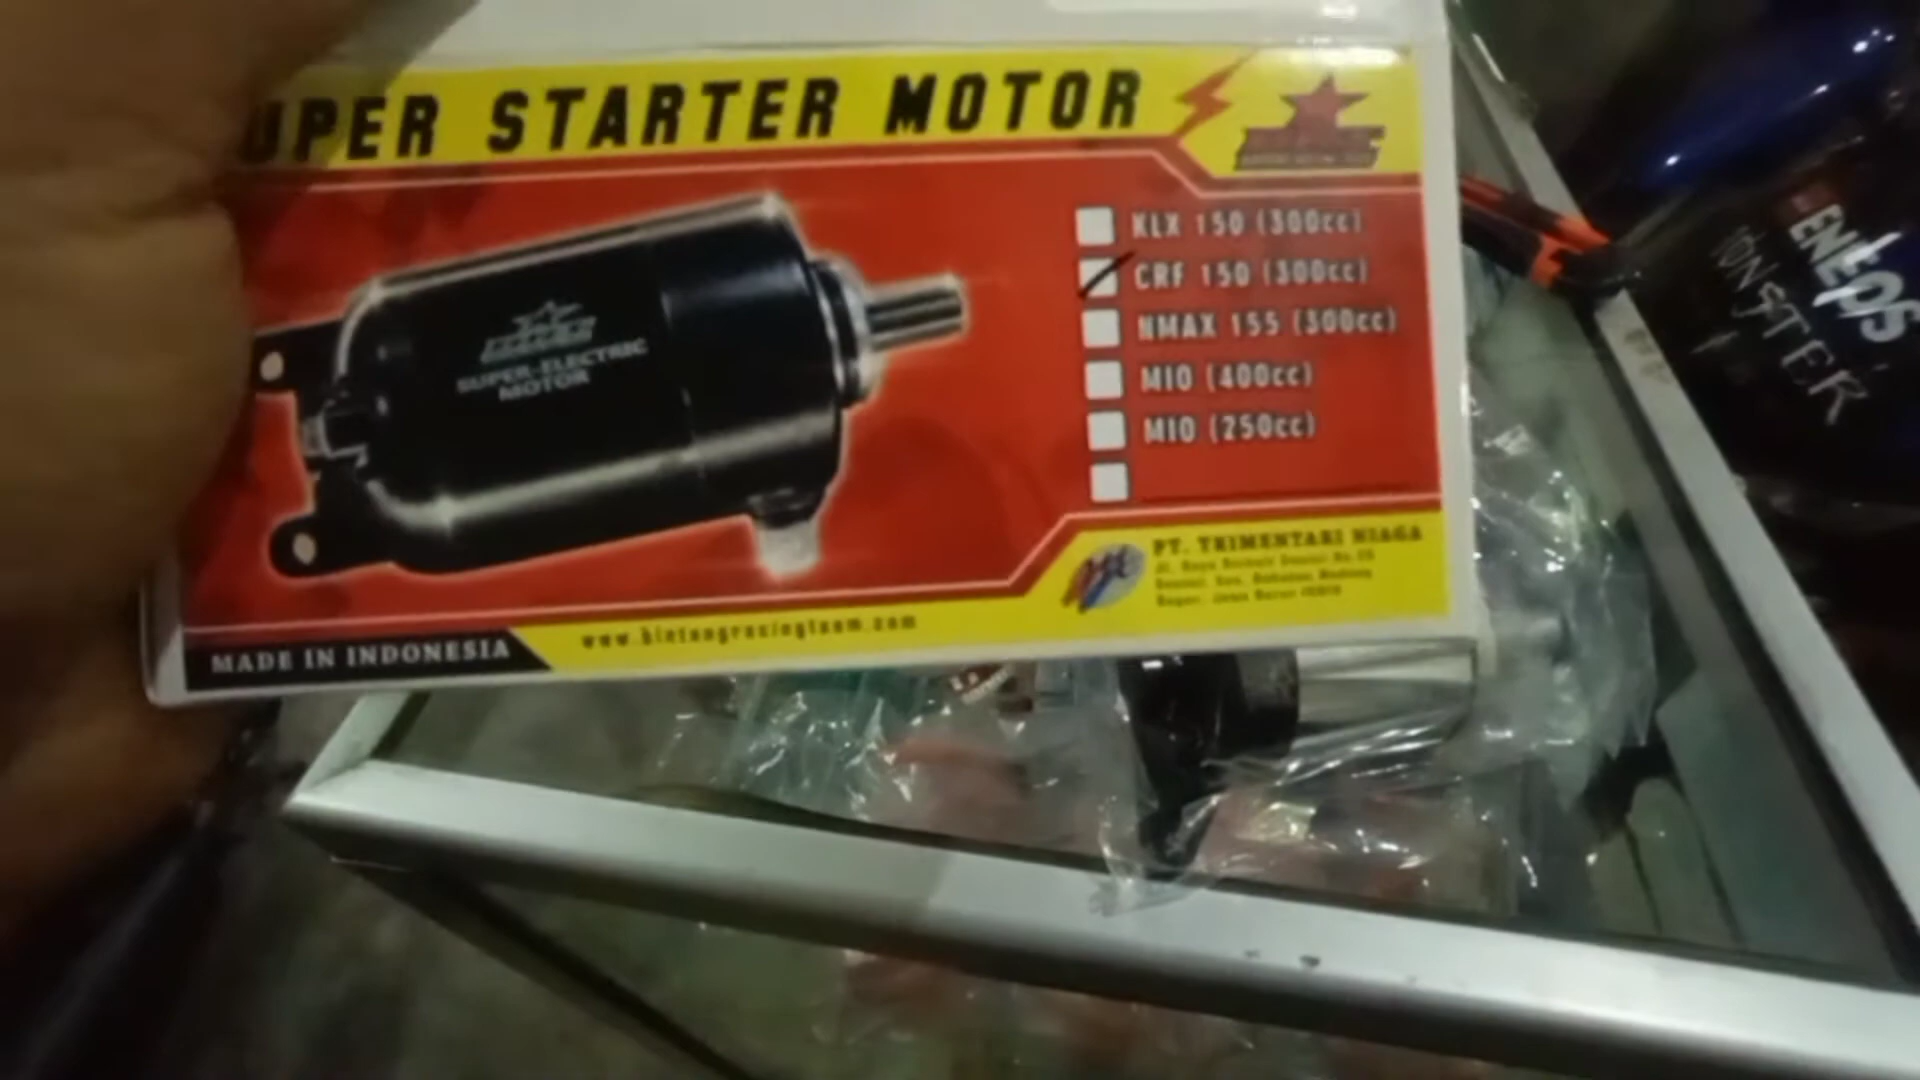 UPER STARTER MOTOR
KLX 150 (300cc)
CRF 150 (300cc)
NMAX 155 (300cc)
MIO (400cc)
MIO (250cc)
SUPER-ELECTRIC
MOTOR
PT. TRIMENTARI NIAGA
www.bintangracingteam.com
MADE IN INDONESIA
ENEOS
MONSTER